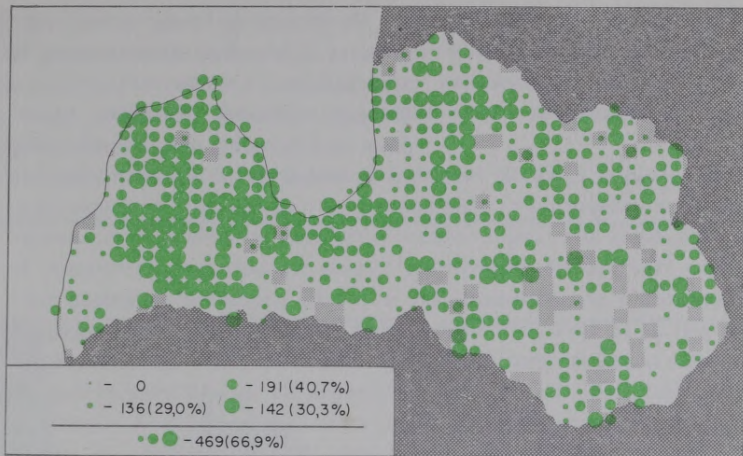 - 0 - 191 (40,7%)
- 136 (29,0%) - 142 (30,3%)
- 469 (66,9%)